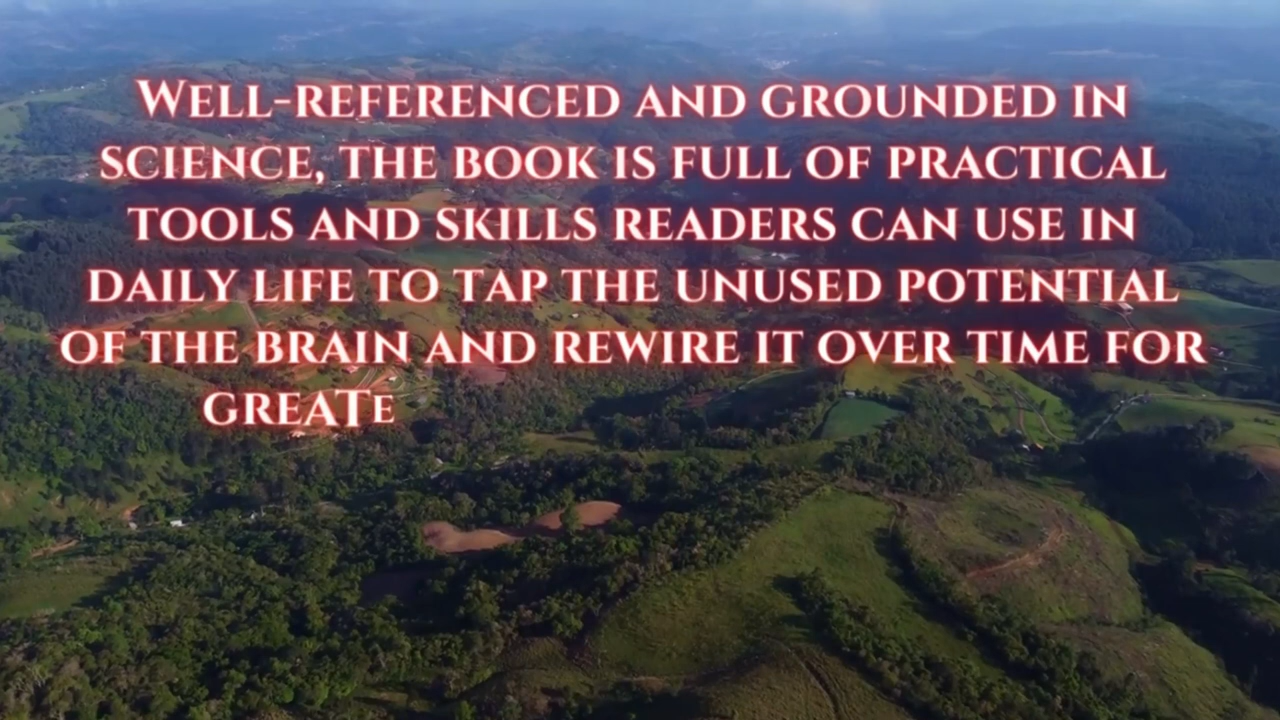 Well-referenced and grounded in
science, the book is full of practical
tools and skills readers can use in
daily life to tap the unused potential
of the brain and rewire it over time for
greate